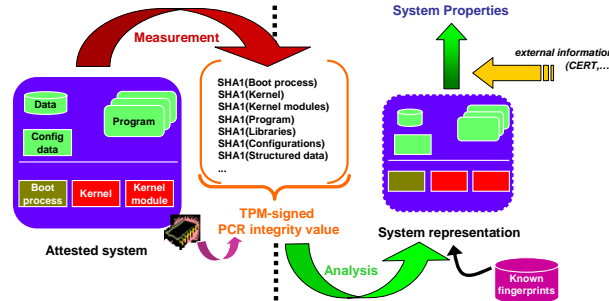 System Properties
Measurement
external information
(CERT,...
SHA1(Boot process)
SHA1(Kernel)
SHA1(Kernel modules)
SHA1(Program)
SHA1(Libraries)
SHA1(Configurations)
SHA1(Structured data)
...
Data
Program
Config
data
Boot
process
Kernel
Kernel
module
TPM-signed
PCR integrity value
Attested system
System representation
Analysis
Known
fingerprints